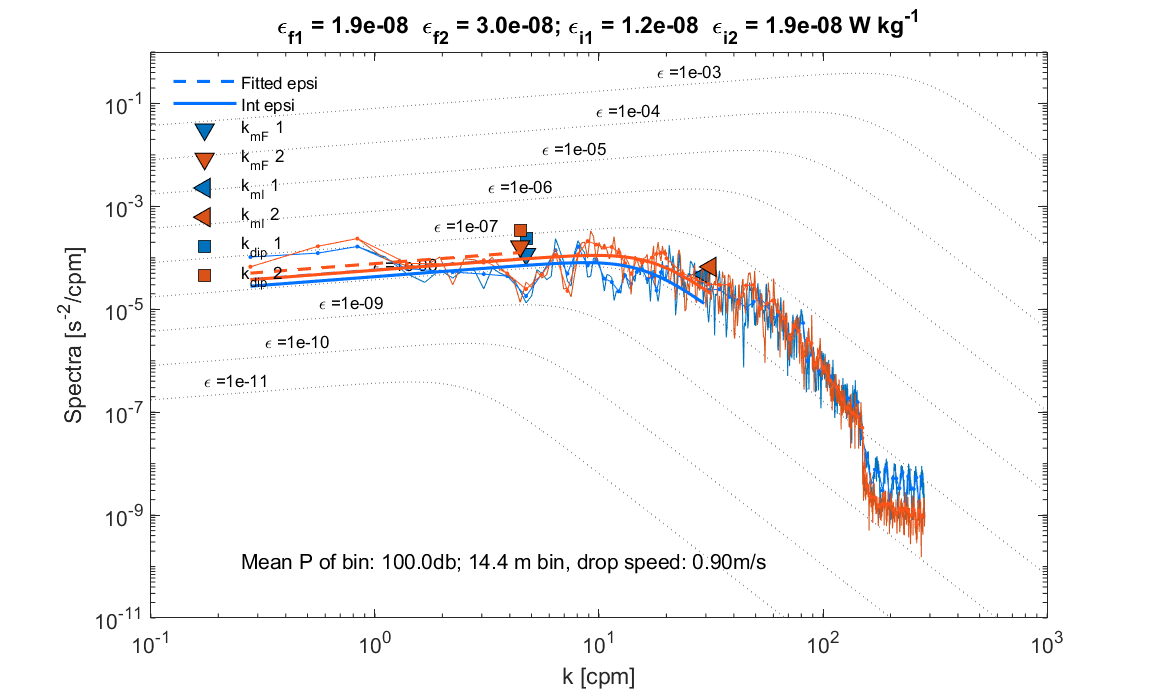 ϵf1 = 1.9e-08 ϵf2 = 3.0e-08; ϵi1 = 1.2e-08 ϵi2 = 1.9e-08 W kg-1
Fitted epsi
Int epsi
kmF 1
kmF 2
kmI 1
kmI 2
kdip 1
kdip 2
ϵ =1e-03
ϵ =1e-04
ϵ =1e-05
ϵ =1e-06
ϵ =1e-07
ϵ =1e-09
ϵ =1e-10
ϵ =1e-11
Mean P of bin: 100.0db; 14.4 m bin, drop speed: 0.90m/s
Spectra [s-2/cpm]
10-1
10-3
10-5
10-7
10-9
10-11
10-1 100 101 102 103
k [cpm]